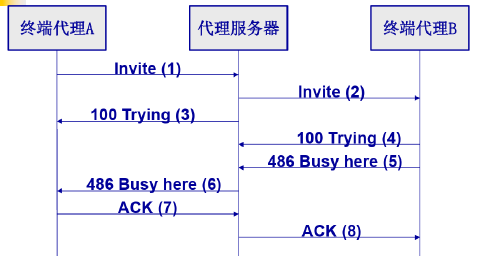 终端代理A
代理服务器
终端代理B
Invite (1)
Invite (2)
100 Trying (3)
100 Trying (4)
486 Busy here (5)
486 Busy here (6)
ACK (7)
ACK (8)